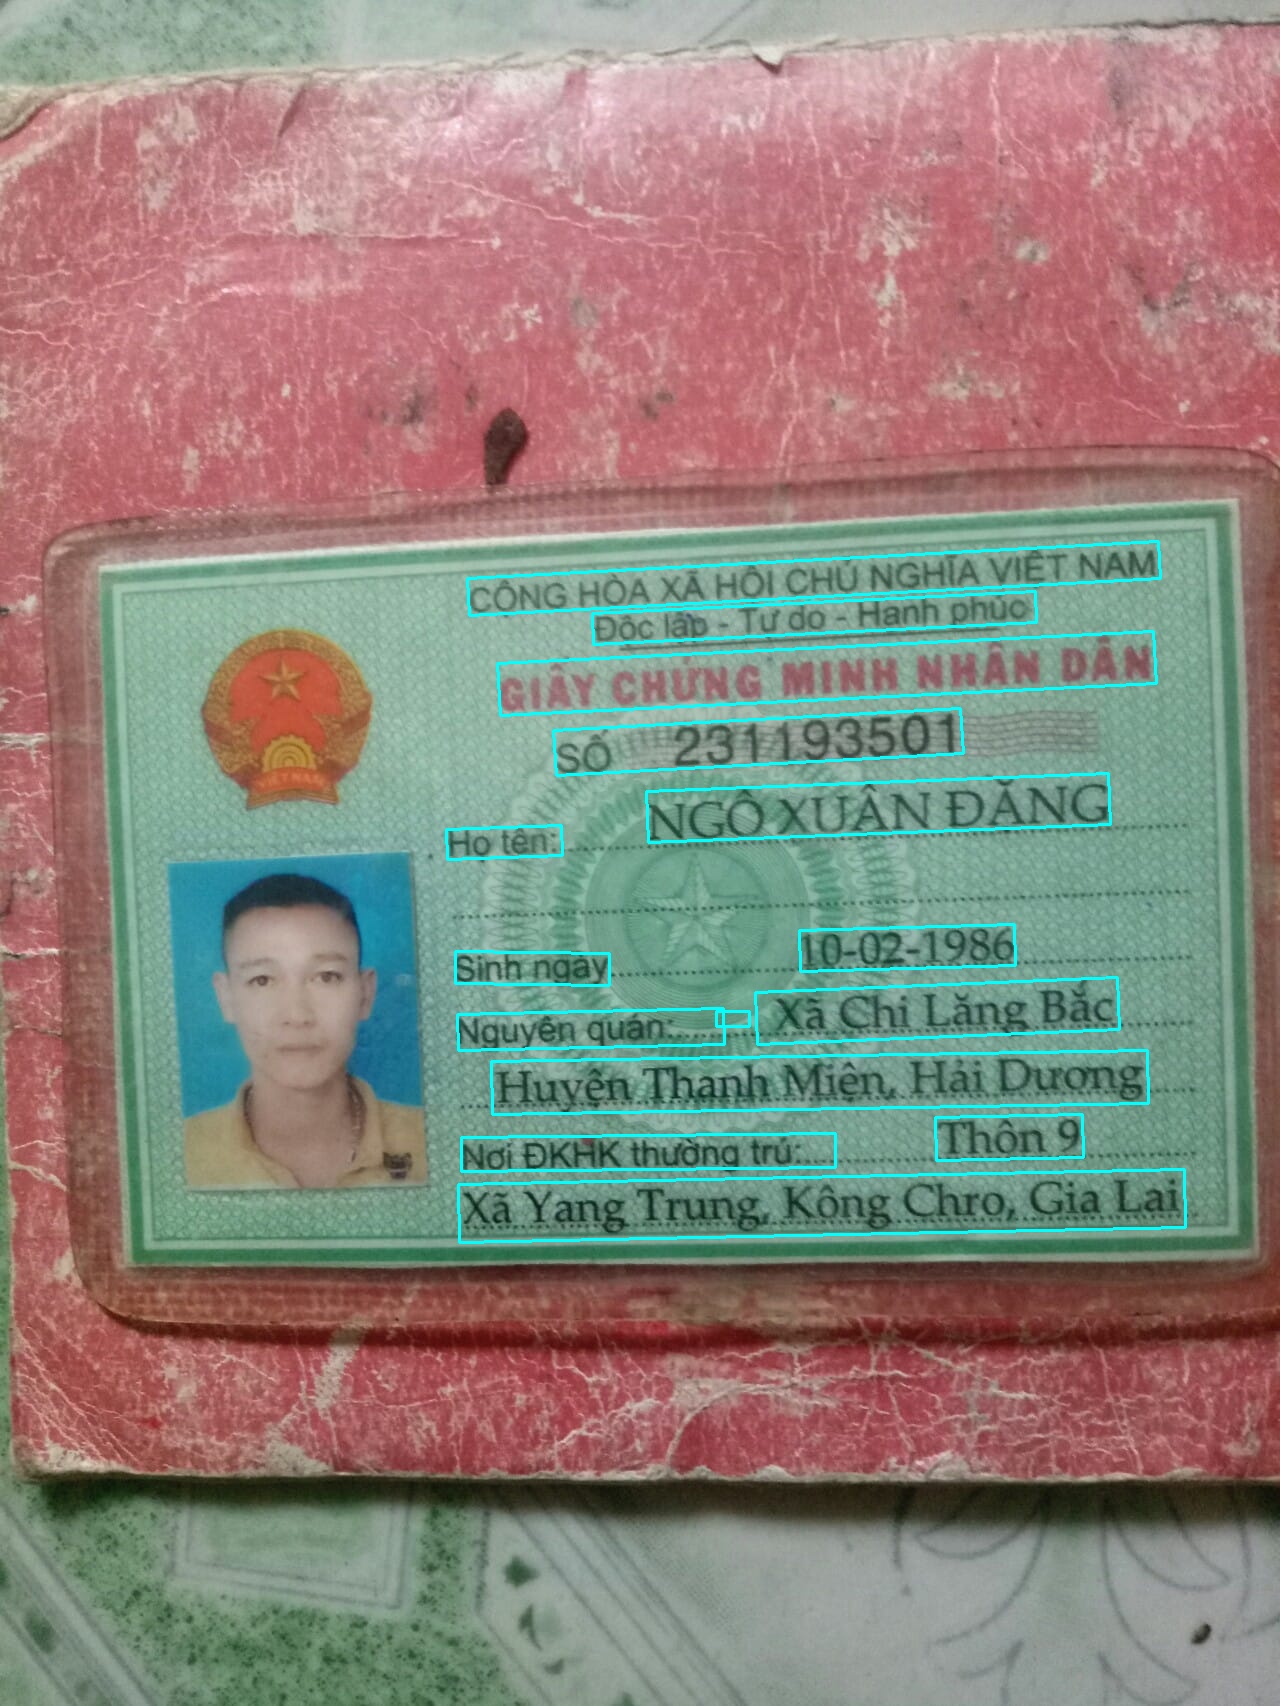 CỘNG HÒA XÃ HỘI CHỦ NGHĨA VIỆT NAM
Độc lập - Tự do - Hạnh phúc
GIẤY CHỨNG MINH NHÂN DÂN
SỐ 231193501
VIỆT NAM
Họ tên: NGÔ XUÂN ĐĂNG
Sinh ngày 10-02-1986
Nguyên quán: Xã Chi Lăng Bắc
Huyện Thanh Miện, Hải Dương
Nơi ĐKHK thường trú: Thôn 9
Xã Yang Trung, Kông Chro, Gia Lai